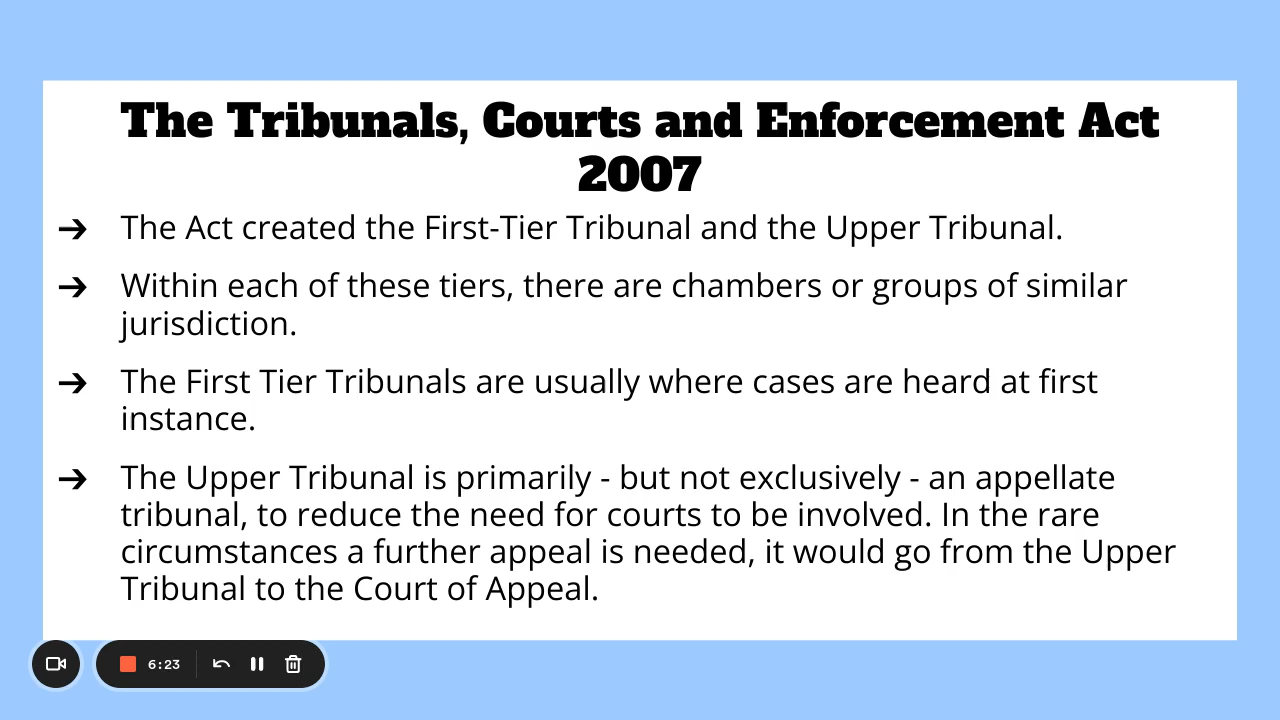 The Tribunals, Courts and Enforcement Act
2007
➔ The Act created the First-Tier Tribunal and the Upper Tribunal.
➔ Within each of these tiers, there are chambers or groups of similar
jurisdiction.
➔ The First Tier Tribunals are usually where cases are heard at first
instance.
➔ The Upper Tribunal is primarily - but not exclusively - an appellate
tribunal, to reduce the need for courts to be involved. In the rare
circumstances a further appeal is needed, it would go from the Upper
Tribunal to the Court of Appeal.
6:23